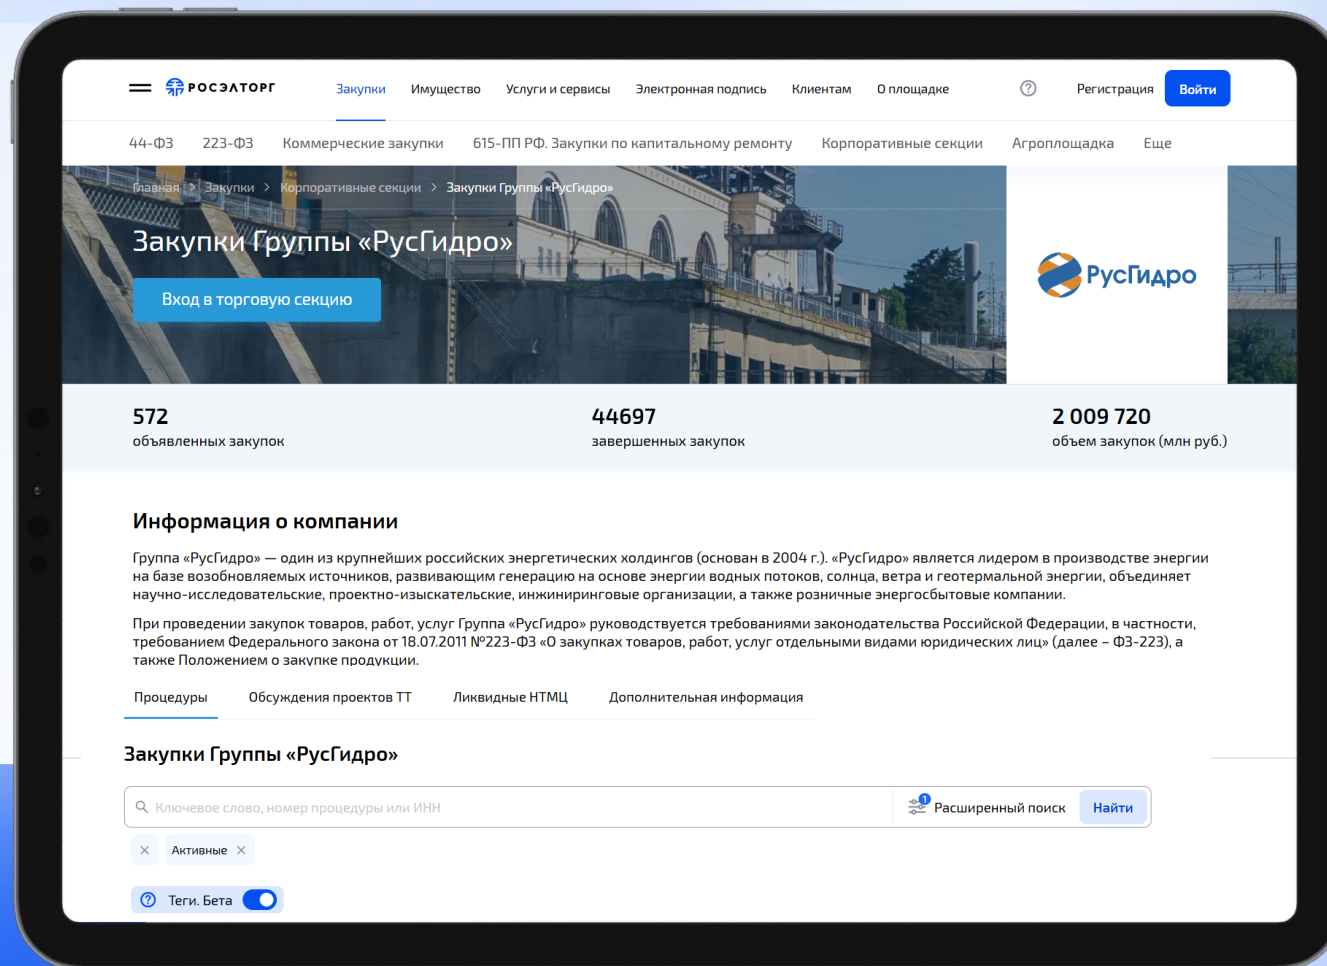 РОСЭЛТОРГ
Закупки Имущество Услуги и сервисы Электронная подпись Клиентам О площадке ? Регистрация Войти
44-ФЗ 223-ФЗ Коммерческие закупки 615-ПП РФ. Закупки по капитальному ремонту Корпоративные секции Агроплощадка Еще
Главная > Закупки > Корпоративные секции > Закупки Группы «РусГидро»
Закупки Группы «РусГидро»
Вход в торговую секцию
РусГидро
572
объявленных закупок
44697
завершенных закупок
2 009 720
объем закупок (млн руб.)
Информация о компании
Группа «РусГидро» — один из крупнейших российских энергетических холдингов (основан в 2004 г.). «РусГидро» является лидером в производстве энергии
на базе возобновляемых источников, развивающим генерацию на основе энергии водных потоков, солнца, ветра и геотермальной энергии, объединяет
научно-исследовательские, проектно-изыскательские, инжиниринговые организации, а также розничные энергосбытовые компании.
При проведении закупок товаров, работ, услуг Группа «РусГидро» руководствуется требованиями законодательства Российской Федерации, в частности,
требованием Федерального закона от 18.07.2011 №223-ФЗ «О закупках товаров, работ, услуг отдельными видами юридических лиц» (далее – ФЗ-223), а
также Положением о закупке продукции.
Процедуры Обсуждения проектов ТТ Ликвидные НТМЦ Дополнительная информация
Закупки Группы «РусГидро»
Ключевое слово, номер процедуры или ИНН 1 Расширенный поиск Найти
Активные
? Теги. Бета